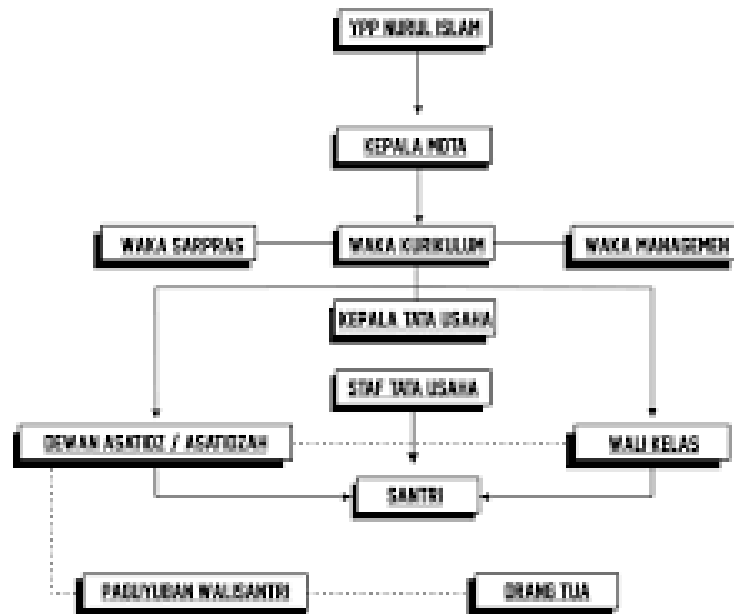 YPP NURUL ISLAM
KEPALA MDTA
WAKA SARPRAS
WAKA KURIKULUM
WAKA MANAGEMEN
KEPALA TATA USAHA
STAF TATA USAHA
DEWAN ASATIDZ / ASATIDZAH
WALI KELAS
SANTRI
PAGUYUBAN WALISANTRI
ORANG TUA